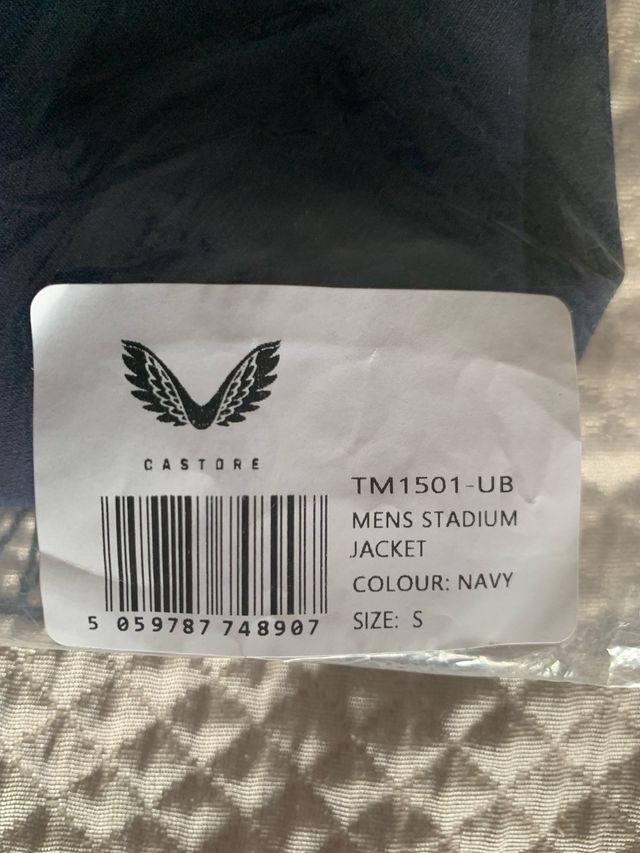 CASTORE
TM1501-UB
MENS STADIUM
JACKET
COLOUR: NAVY
SIZE: S
5 059787 748907